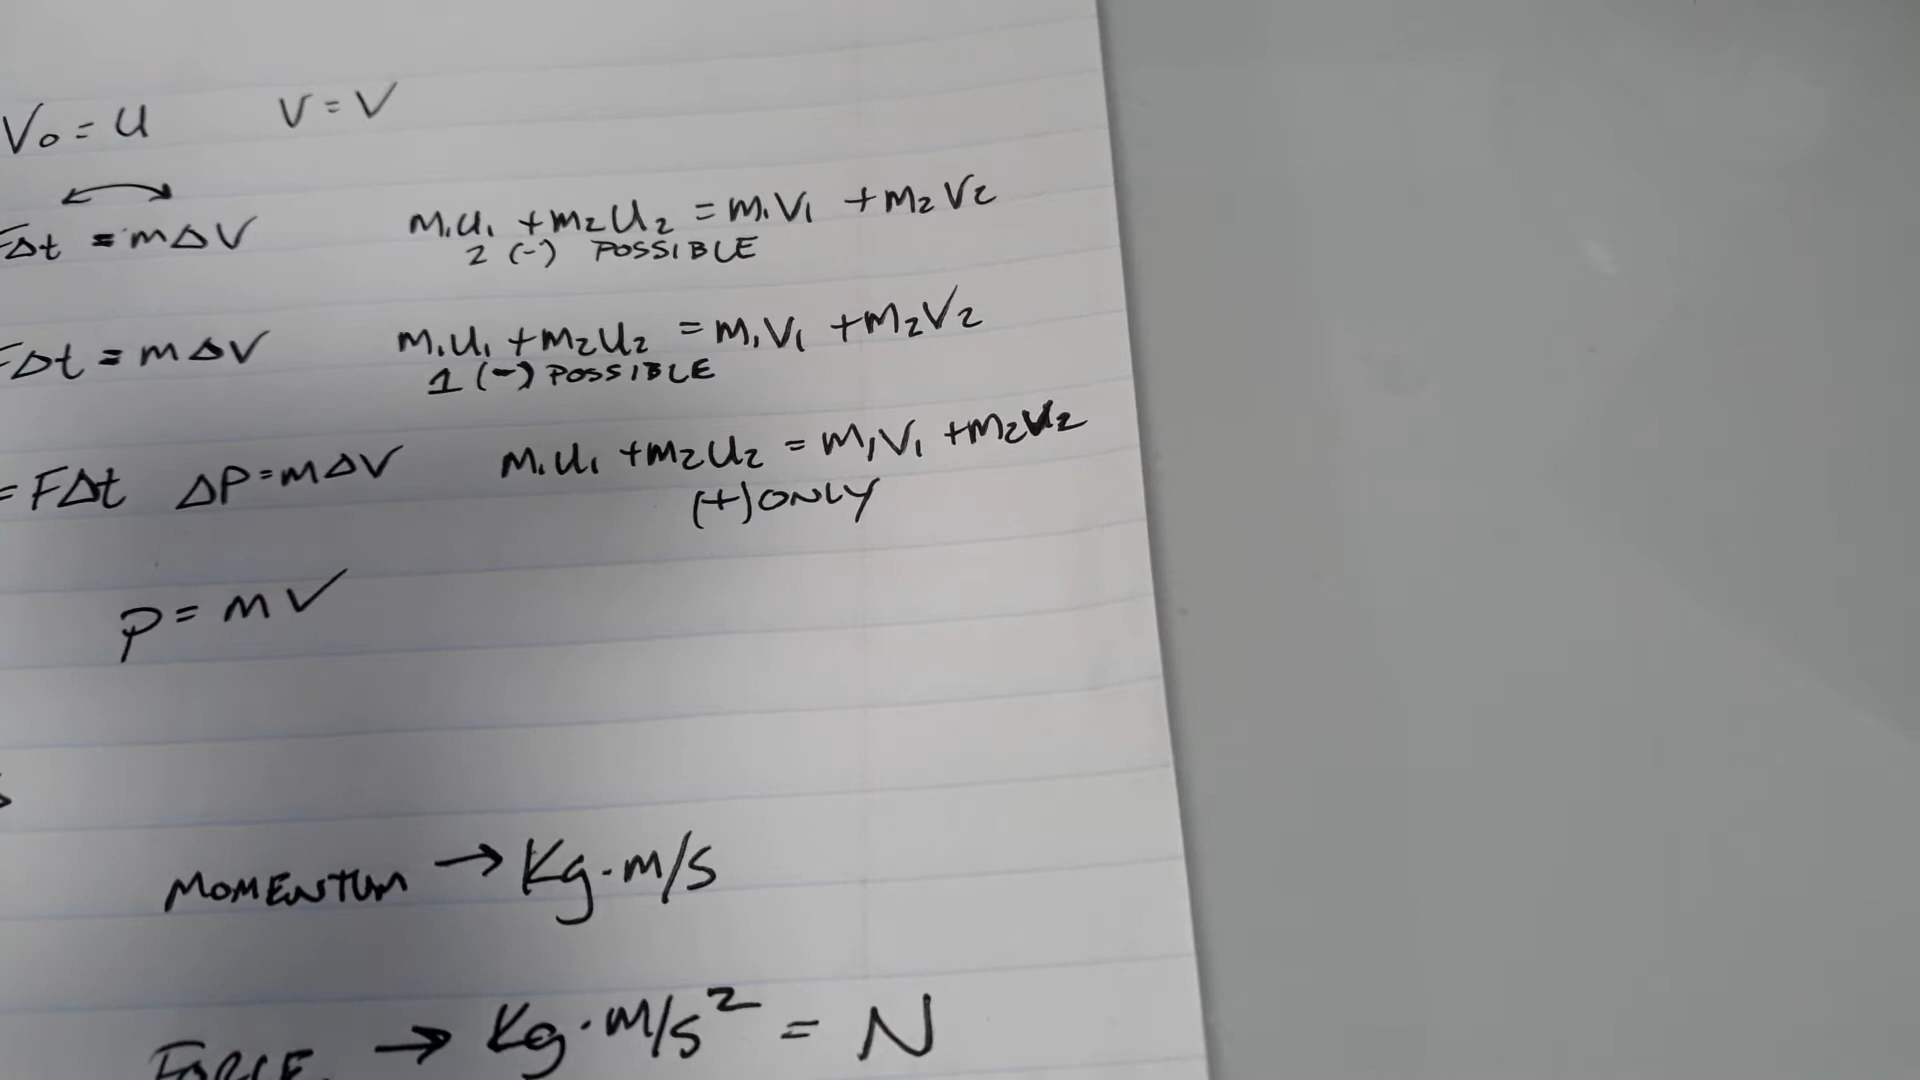 V₀ = u V = V
FΔt = mΔV m₁u₁ + m₂u₂ = m₁V₁ + m₂V₂
2 (-) POSSIBLE
FΔt = mΔV m₁u₁ + m₂u₂ = m₁V₁ + m₂V₂
1 (-) POSSIBLE
= FΔt ΔP = mΔV m₁u₁ + m₂u₂ = m₁V₁ + m₂V₂
(+) ONLY
P = mV
MOMENTUM → Kg·m/s
FORCE → Kg·m/s² = N